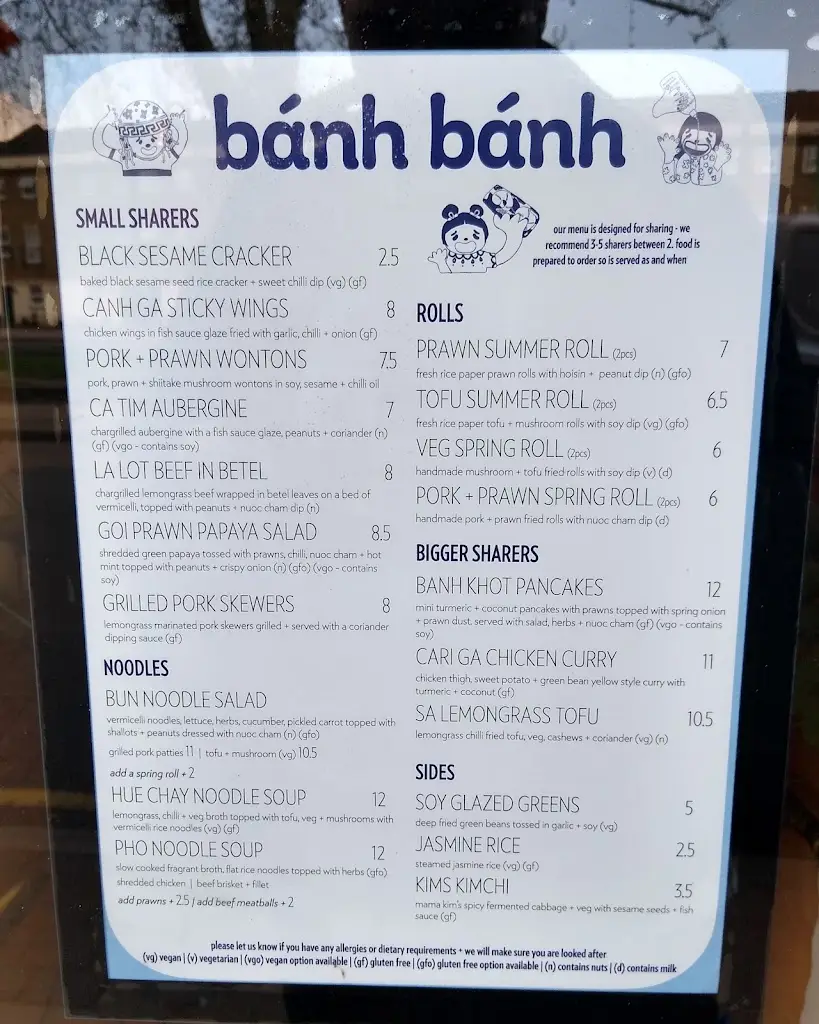 bánh bánh
SMALL SHARERS
BLACK SESAME CRACKER 2.5
baked black sesame seed rice cracker + sweet chilli dip (vg) (gf)
CANH GA STICKY WINGS 8
chicken wings in fish sauce glaze fried with garlic, chilli + onion (gf)
PORK + PRAWN WONTONS 7.5
pork, prawn + shiitake mushroom wontons in soy, sesame + chilli oil
CA TIM AUBERGINE 7
chargrilled aubergine with a fish sauce glaze, peanuts + coriander (n)
(gf) (vgo - contains soy)
LA LOT BEEF IN BETEL 8
chargrilled lemongrass beef wrapped in betel leaves on a bed of
vermicelli, topped with peanuts + nuoc cham dip (n)
GOI PRAWN PAPAYA SALAD 8.5
shredded green papaya tossed with prawns, chilli, nuoc cham + hot
mint topped with peanuts + crispy onion (n) (gfo) (vgo - contains
soy)
GRILLED PORK SKEWERS 8
lemongrass marinated pork skewers grilled + served with a coriander
dipping sauce (gf)
NOODLES
BUN NOODLE SALAD
vermicelli noodles, lettuce, herbs, cucumber, pickled carrot topped with
shallots + peanuts dressed with nuoc cham (n) (gfo)
grilled pork patties 11 | tofu + mushroom (vg) 10.5
add a spring roll + 2
HUE CHAY NOODLE SOUP 12
lemongrass, chilli + veg broth topped with tofu, veg + mushrooms with
vermicelli rice noodles (vg) (gf)
PHO NOODLE SOUP 12
slow cooked fragrant broth, flat rice noodles topped with herbs (gfo)
shredded chicken | beef brisket + fillet
add prawns + 2.5 / add beef meatballs + 2
our menu is designed for sharing - we
recommend 3-5 sharers between 2. food is
prepared to order so is served as and when
ROLLS
PRAWN SUMMER ROLL (2pcs) 7
fresh rice paper prawn rolls with hoisin + peanut dip (n) (gfo)
TOFU SUMMER ROLL (2pcs) 6.5
fresh rice paper tofu + mushroom rolls with soy dip (vg) (gfo)
VEG SPRING ROLL (2pcs) 6
handmade mushroom + tofu fried rolls with soy dip (v) (d)
PORK + PRAWN SPRING ROLL (2pcs) 6
handmade pork + prawn fried rolls with nuoc cham dip (d)
BIGGER SHARERS
BANH KHOT PANCAKES 12
mini turmeric + coconut pancakes with prawns topped with spring onion
+ prawn dust, served with salad, herbs + nuoc cham (gf) (vgo - contains
soy)
CARI GA CHICKEN CURRY 11
chicken thigh, sweet potato + green bean yellow style curry with
turmeric + coconut (gf)
SA LEMONGRASS TOFU 10.5
lemongrass chilli fried tofu, veg, cashews + coriander (vg) (n)
SIDES
SOY GLAZED GREENS 5
deep fried green beans tossed in garlic + soy (vg)
JASMINE RICE 2.5
steamed jasmine rice (vg) (gf)
KIMS KIMCHI 3.5
mama kim's spicy fermented cabbage + veg with sesame seeds + fish
sauce (gf)
please let us know if you have any allergies or dietary requirements + we will make sure you are looked after
(vg) vegan | (v) vegetarian | (vgo) vegan option available | (gf) gluten free | (gfo) gluten free option available | (n) contains nuts | (d) contains milk